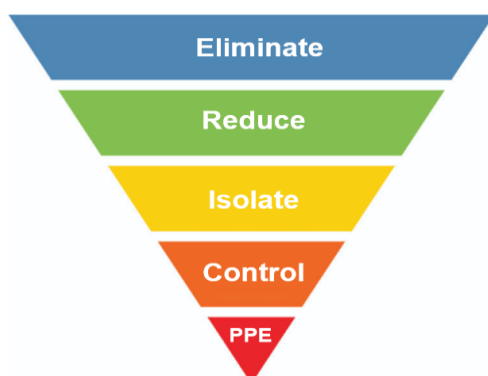 Eliminate
Reduce
Isolate
Control
PPE